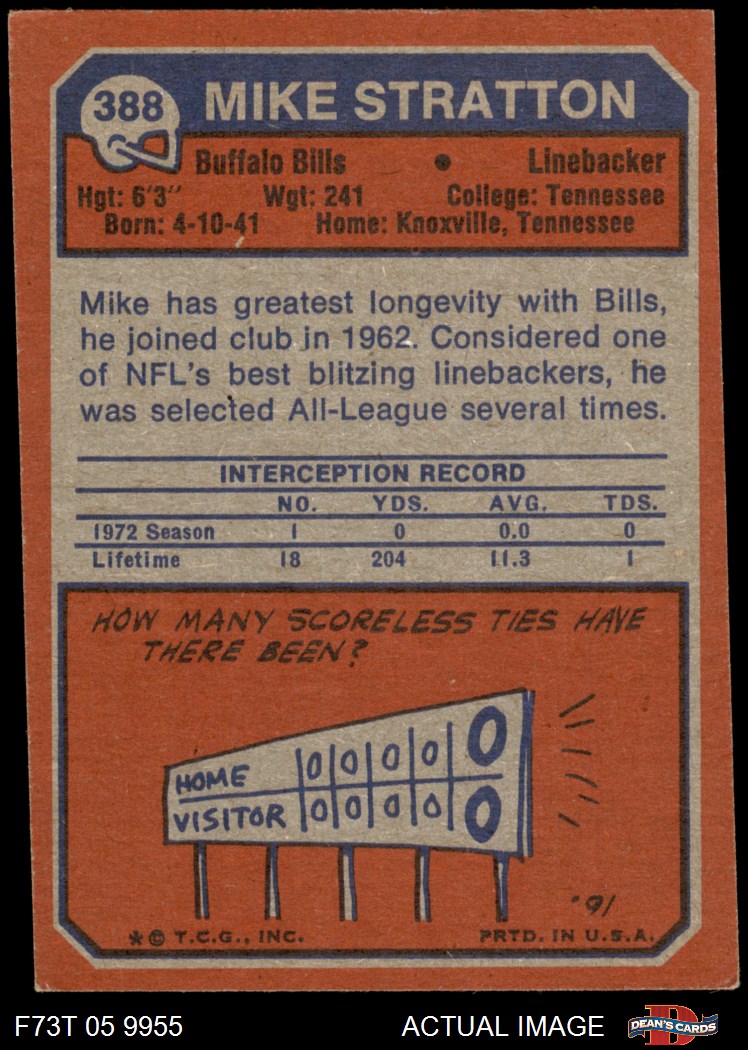 388 MIKE STRATTON
Buffalo Bills • Linebacker
Hgt: 6'3" Wgt: 241 College: Tennessee
Born: 4-10-41 Home: Knoxville, Tennessee
Mike has greatest longevity with Bills,
he joined club in 1962. Considered one
of NFL's best blitzing linebackers, he
was selected All-League several times.
INTERCEPTION RECORD
NO. YDS. AVG. TDS.
1972 Season 1 0 0.0 0
Lifetime 18 204 11.3 1
HOW MANY SCORELESS TIES HAVE
THERE BEEN?
HOME 0 0 0 0 0
VISITOR 0 0 0 0 0
'91
* © T.C.G., INC. PRTD. IN U.S.A.
F73T 05 9955 ACTUAL IMAGE D DEAN'S CARDS